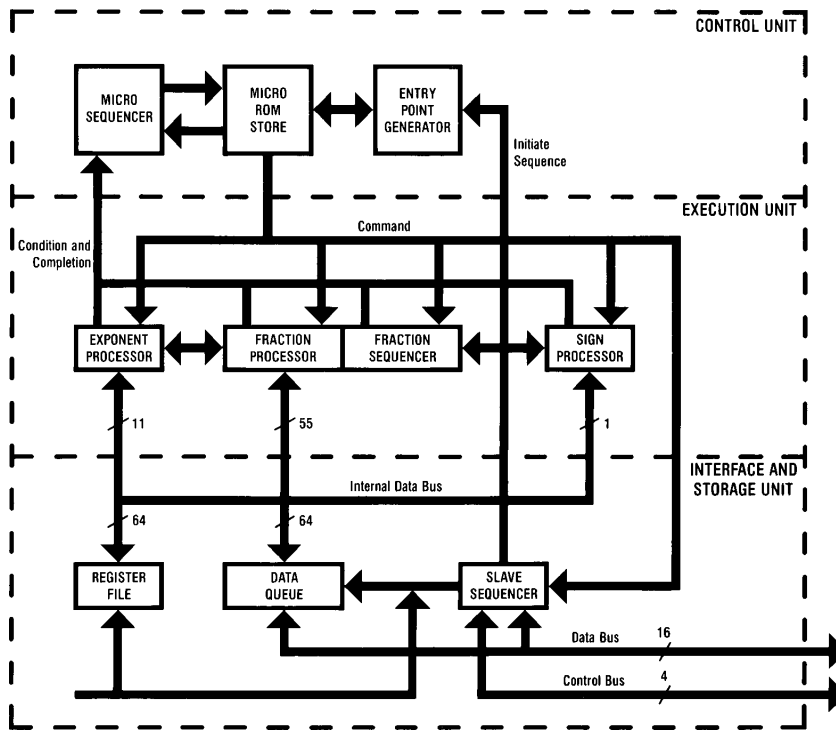 CONTROL UNIT
MICRO
SEQUENCER
MICRO
ROM
STORE
ENTRY
POINT
GENERATOR
Initiate
Sequence
EXECUTION UNIT
Command
Condition and
Completion
EXPONENT
PROCESSOR
FRACTION
PROCESSOR
FRACTION
SEQUENCER
SIGN
PROCESSOR
11
55
1
INTERFACE AND
STORAGE UNIT
Internal Data Bus
64
64
REGISTER
FILE
DATA
QUEUE
SLAVE
SEQUENCER
Data Bus
16
Control Bus
4